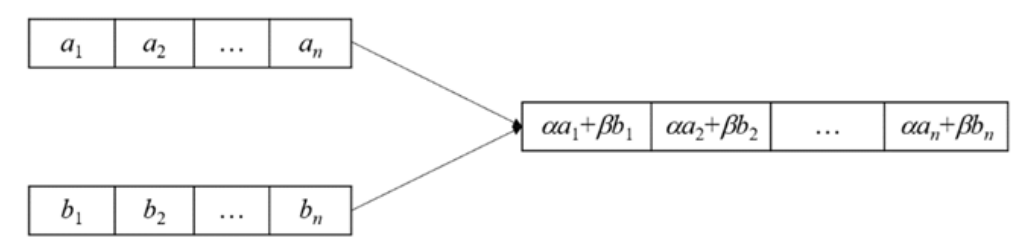 a₁ a₂ … aₙ
αa₁+βb₁ αa₂+βb₂ … αaₙ+βbₙ
b₁ b₂ … bₙ